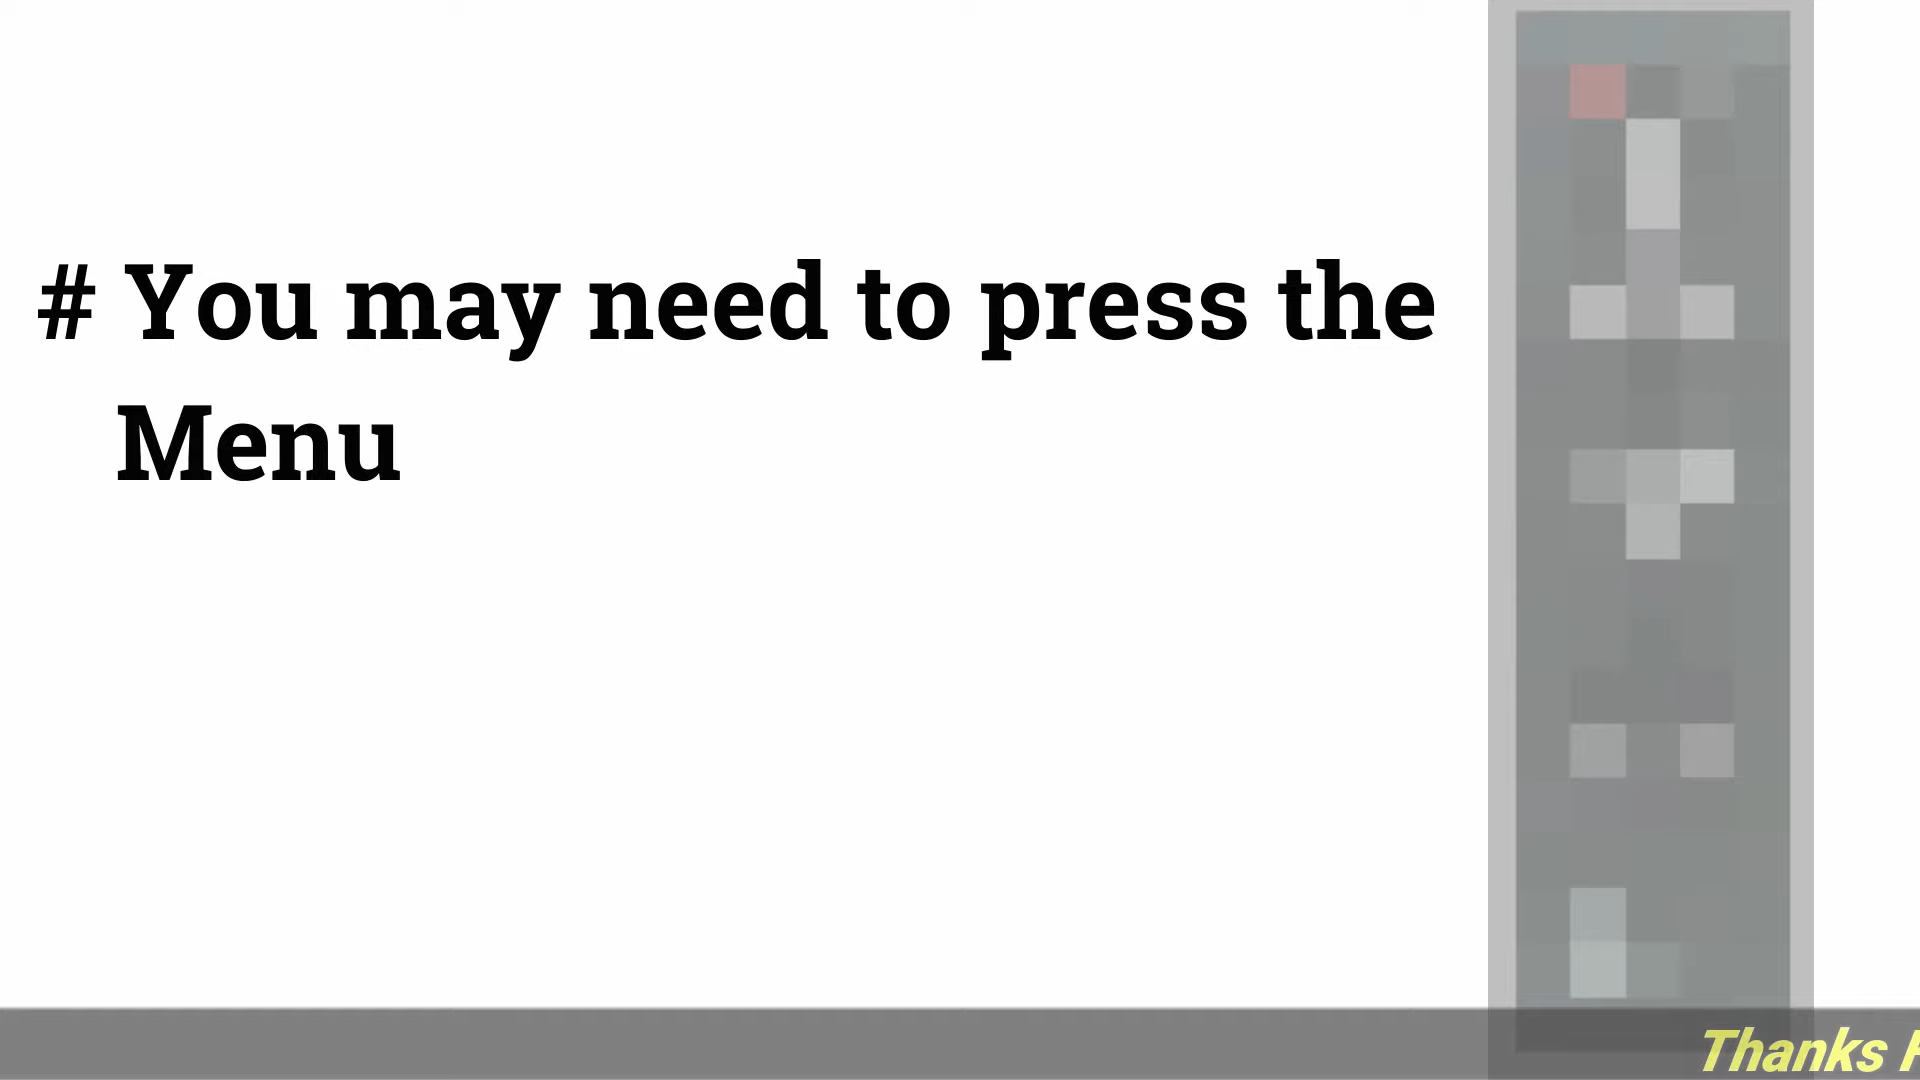 # You may need to press the
Menu
Thanks